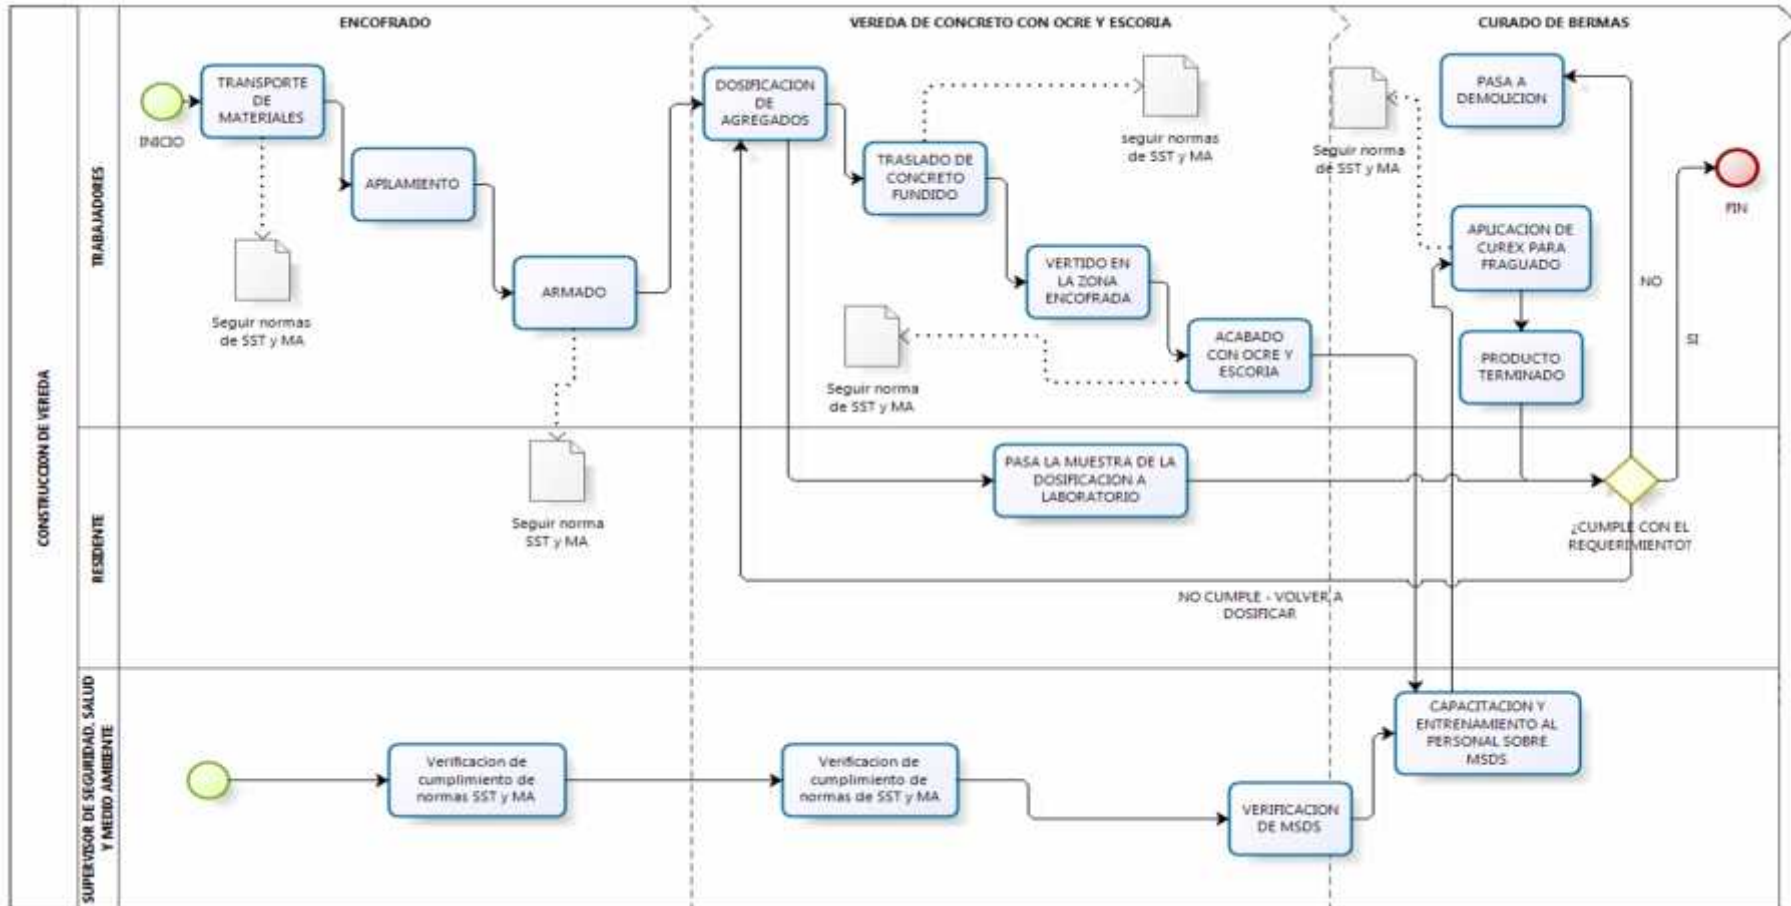 ENCOFRADO
VEREDA DE CONCRETO CON OCRE Y ESCORIA
CURADO DE BERMAS
CONSTRUCCION DE VEREDA
TRABAJADORES
INICIO
TRANSPORTE
DE
MATERIALES
Seguir normas
de SST y MA
APILAMIENTO
ARMADO
Seguir norma
SST y MA
DOSIFICACION
DE
AGREGADOS
TRASLADO DE
CONCRETO
FUNDIDO
seguir normas
de SST y MA
VERTIDO EN
LA ZONA
ENCOFRADA
ACABADO
CON OCRE Y
ESCORIA
Seguir norma
de SST y MA
Seguir norma
de SST y MA
PASA A
DEMOLICION
APLICACION DE
CUREX PARA
FRAGUADO
PRODUCTO
TERMINADO
NO
SI
FIN
RESIDENTE
PASA LA MUESTRA DE LA
DOSIFICACION A
LABORATORIO
¿CUMPLE CON EL
REQUERIMIENTO?
NO CUMPLE - VOLVER A
DOSIFICAR
SUPERVISOR DE SEGURIDAD, SALUD
Y MEDIO AMBIENTE
Verificacion de
cumplimiento de
normas SST y MA
Verificacion de
cumplimiento de
normas de SST y MA
VERIFICACION
DE MSDS
CAPACITACION Y
ENTRENAMIENTO AL
PERSONAL SOBRE
MSDS